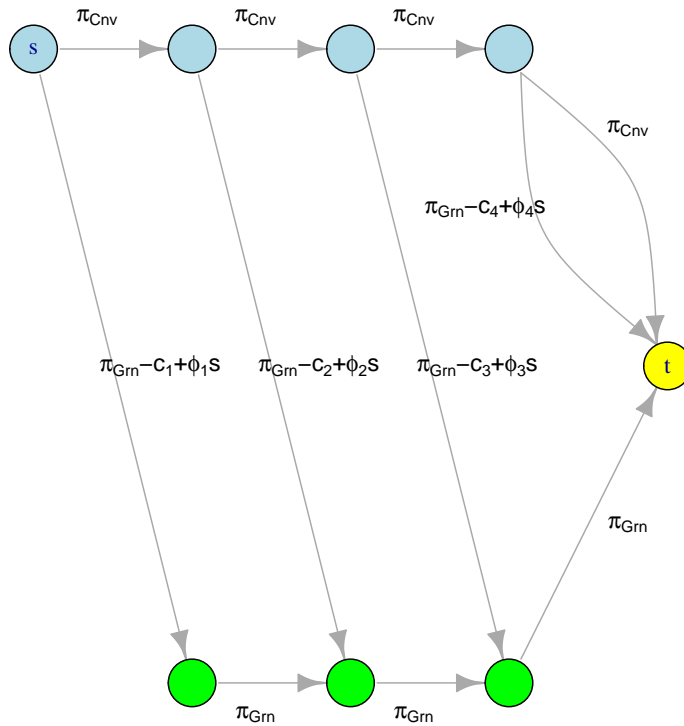 π_Cnv π_Cnv π_Cnv
s
π_Cnv
π_Grn−c_4+ϕ_4s
π_Grn−c_1+ϕ_1s π_Grn−c_2+ϕ_2s π_Grn−c_3+ϕ_3s
t
π_Grn
π_Grn π_Grn